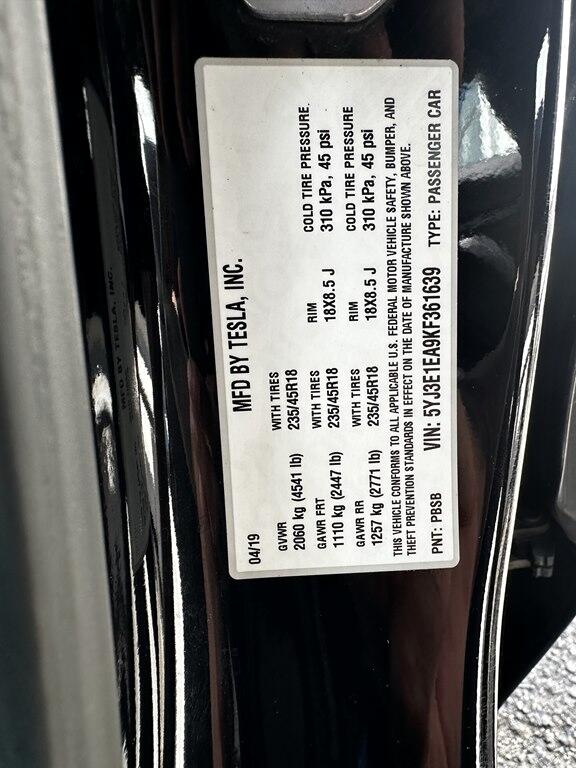 MFD BY TESLA, INC.
04/19
GVWR WITH TIRES RIM COLD TIRE PRESSURE
2060 kg (4541 lb) 235/45R18 18X8.5 J 310 kPa, 45 psi
GAWR FRT WITH TIRES RIM COLD TIRE PRESSURE
1110 kg (2447 lb) 235/45R18 18X8.5 J 310 kPa, 45 psi
GAWR RR WITH TIRES
1257 kg (2771 lb) 235/45R18
THIS VEHICLE CONFORMS TO ALL APPLICABLE U.S. FEDERAL MOTOR VEHICLE SAFETY, BUMPER, AND
THEFT PREVENTION STANDARDS IN EFFECT ON THE DATE OF MANUFACTURE SHOWN ABOVE.
PNT: PBSB VIN: 5YJ3E1EA9KF361639 TYPE: PASSENGER CAR